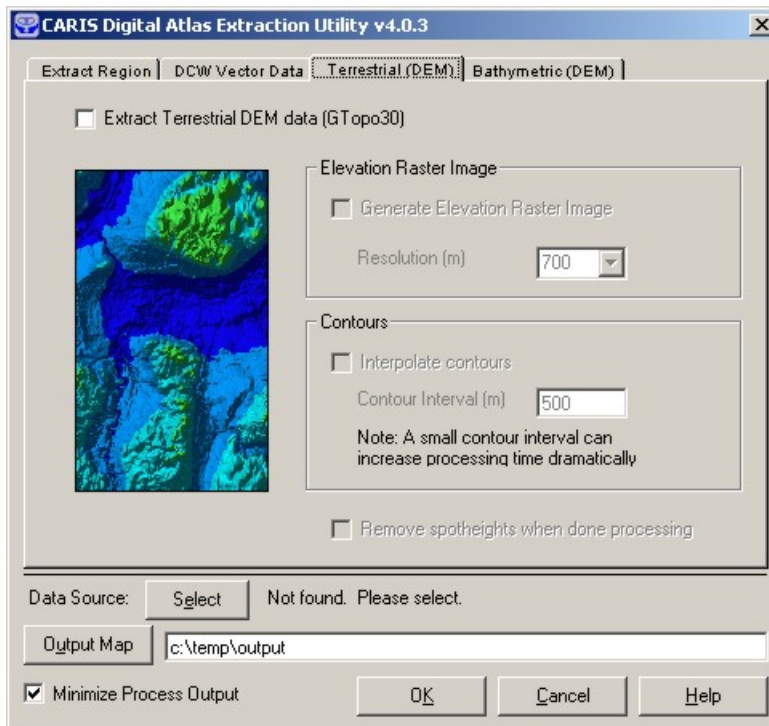 CARIS Digital Atlas Extraction Utility v4.0.3
Extract Region
DCW Vector Data
Terrestrial (DEM)
Bathymetric (DEM)
Extract Terrestrial DEM data (GTopo30)
Elevation Raster Image
Generate Elevation Raster Image
Resolution (m)
700
Contours
Interpolate contours
Contour Interval (m)
500
Note: A small contour interval can
increase processing time dramatically
Remove spotheights when done processing
Data Source:
Select
Not found. Please select.
Output Map
c:\temp\output
Minimize Process Output
OK
Cancel
Help